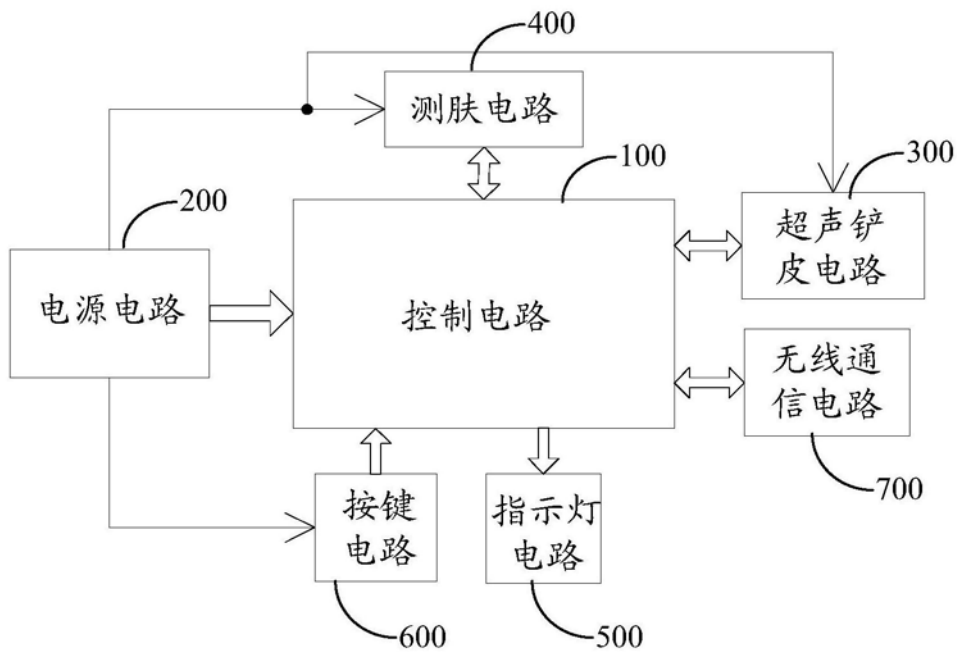 400
测肤电路
100
300
200
超声铲
皮电路
电源电路
控制电路
无线通
信电路
700
按键
电路
指示灯
电路
600
500